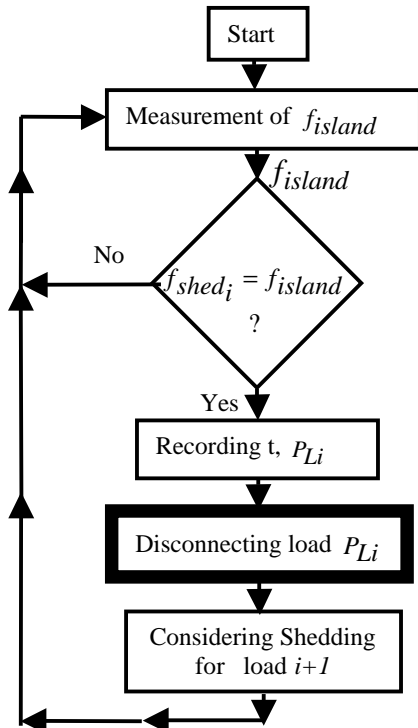 Start
Measurement of f_island
f_island
No
f_shed_i = f_island
?
Yes
Recording t, P_Li
Disconnecting load P_Li
Considering Shedding
for load i+1